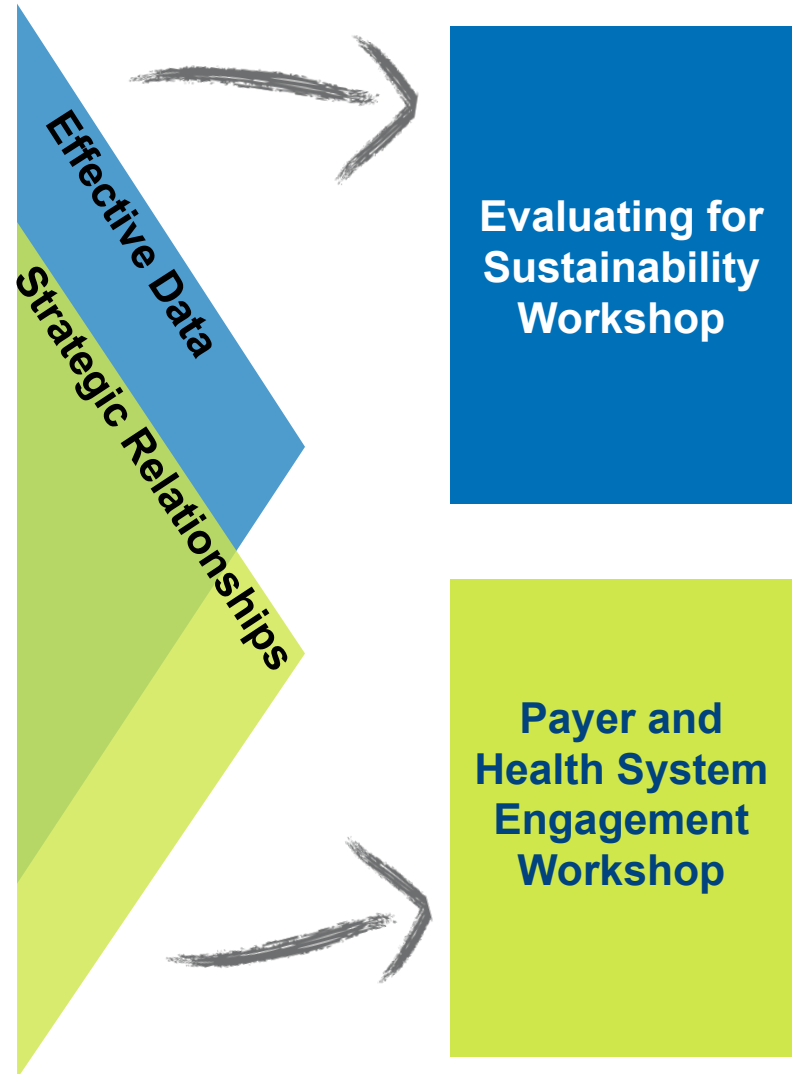 Effective Data
Strategic Relationships
Evaluating for
Sustainability
Workshop
Payer and
Health System
Engagement
Workshop